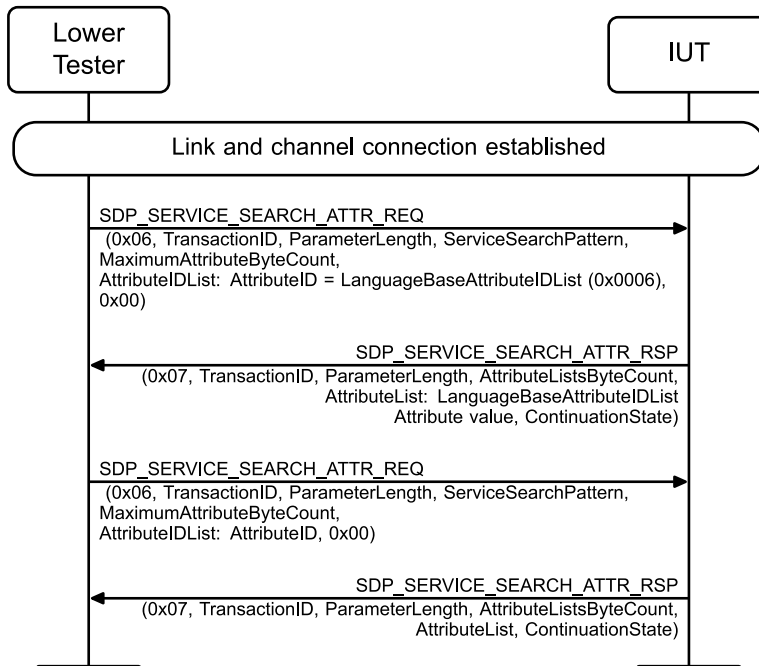 Lower
Tester
IUT
Link and channel connection established
SDP_SERVICE_SEARCH_ATTR_REQ
(0x06, TransactionID, ParameterLength, ServiceSearchPattern,
MaximumAttributeByteCount,
AttributeIDList: AttributeID = LanguageBaseAttributeIDList (0x0006),
0x00)
SDP_SERVICE_SEARCH_ATTR_RSP
(0x07, TransactionID, ParameterLength, AttributeListsByteCount,
AttributeList: LanguageBaseAttributeIDList
Attribute value, ContinuationState)
SDP_SERVICE_SEARCH_ATTR_REQ
(0x06, TransactionID, ParameterLength, ServiceSearchPattern,
MaximumAttributeByteCount,
AttributeIDList: AttributeID, 0x00)
SDP_SERVICE_SEARCH_ATTR_RSP
(0x07, TransactionID, ParameterLength, AttributeListsByteCount,
AttributeList, ContinuationState)